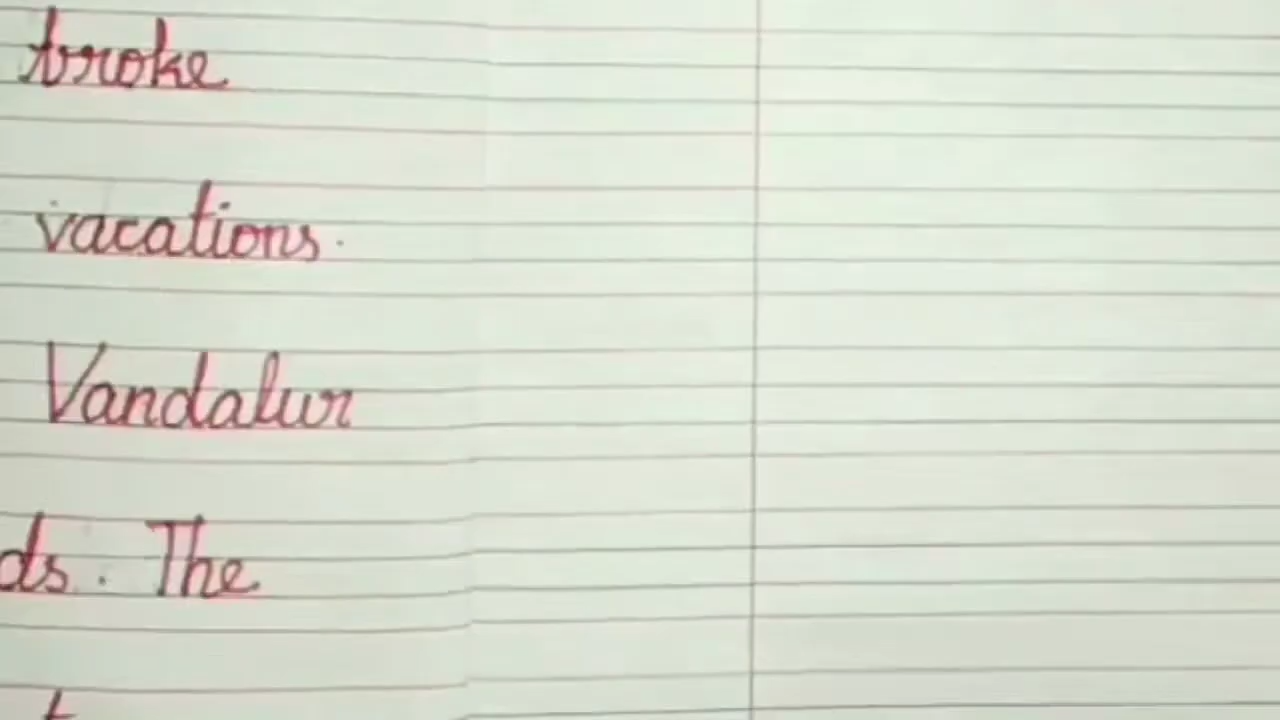 broke
vacations.
Vandalur
ds. The
t